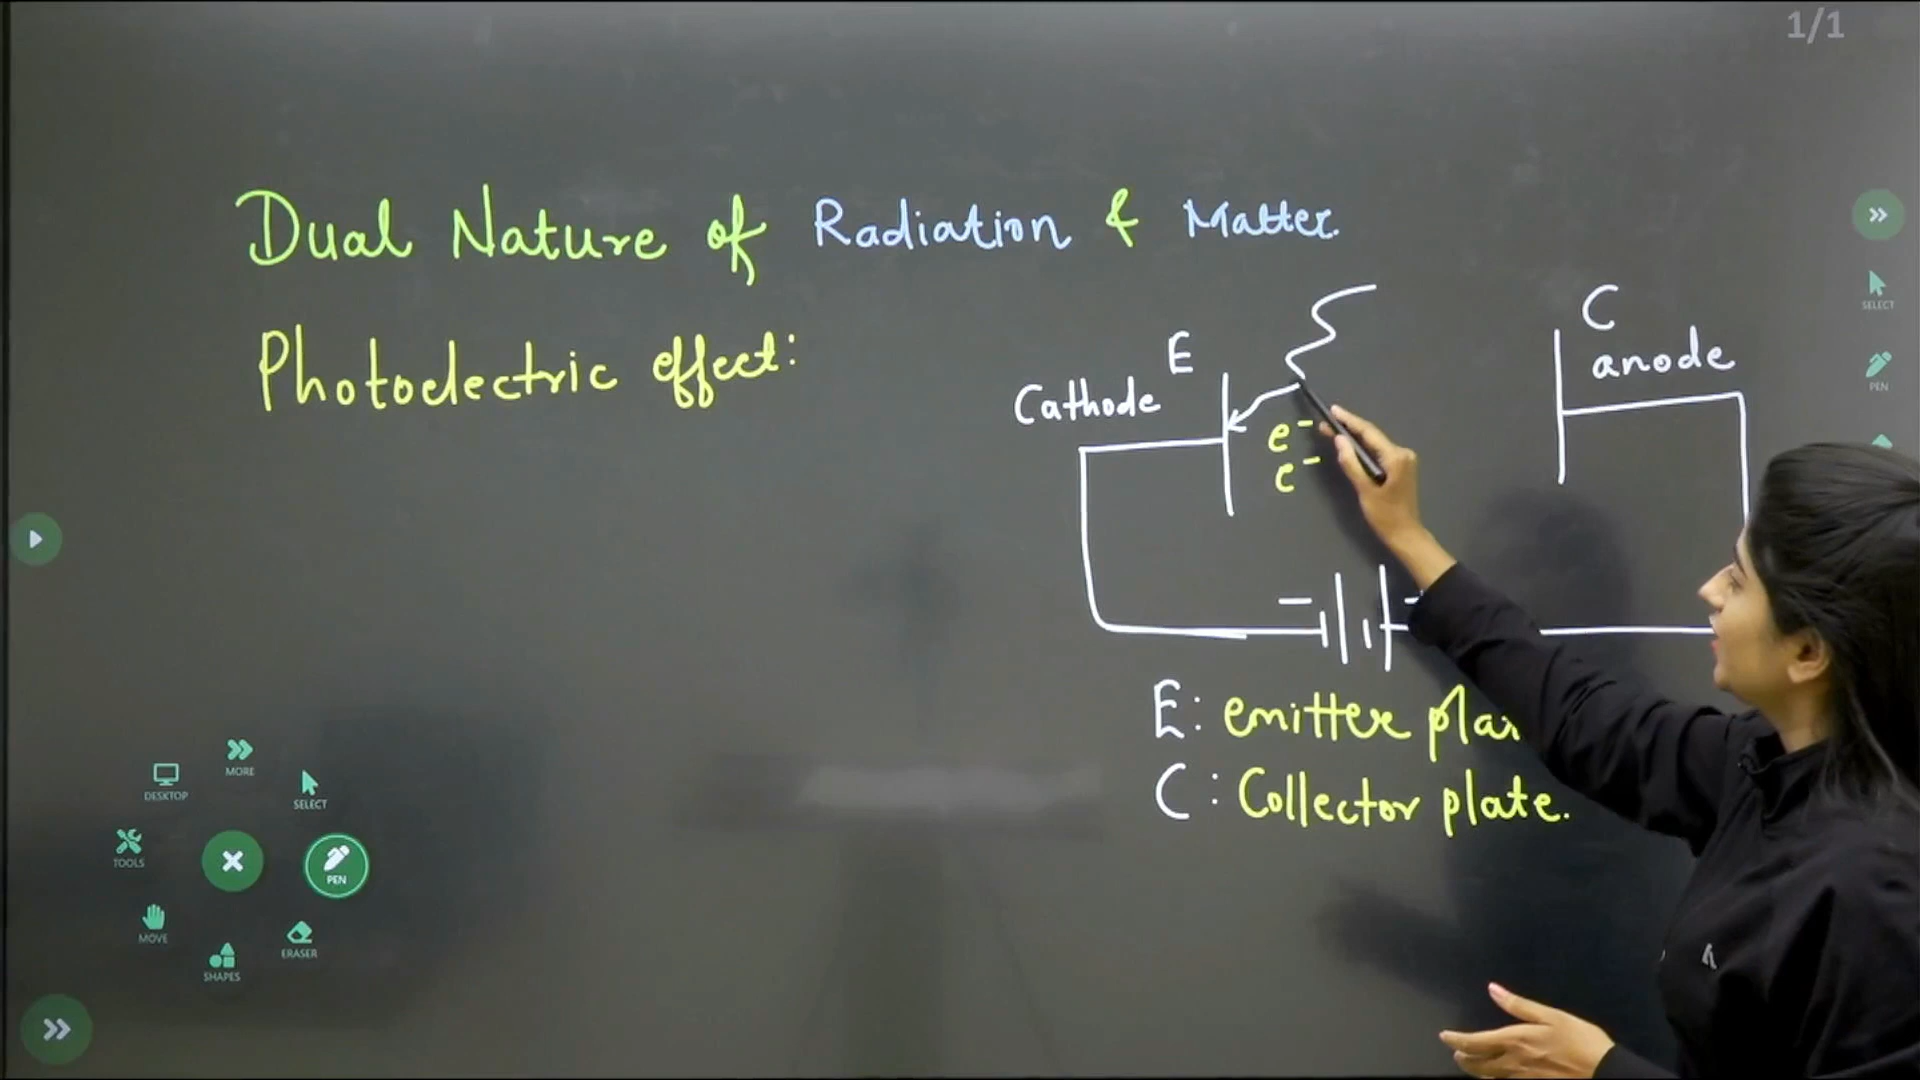 1/1
Dual Nature of Radiation & Matter.
Photoelectric effect:
E
C
Cathode
anode
e⁻
e⁻
E: emitter
C: Collector plate.
SELECT
PEN
MORE
DESKTOP
SELECT
TOOLS
PEN
MOVE
ERASER
SHAPES